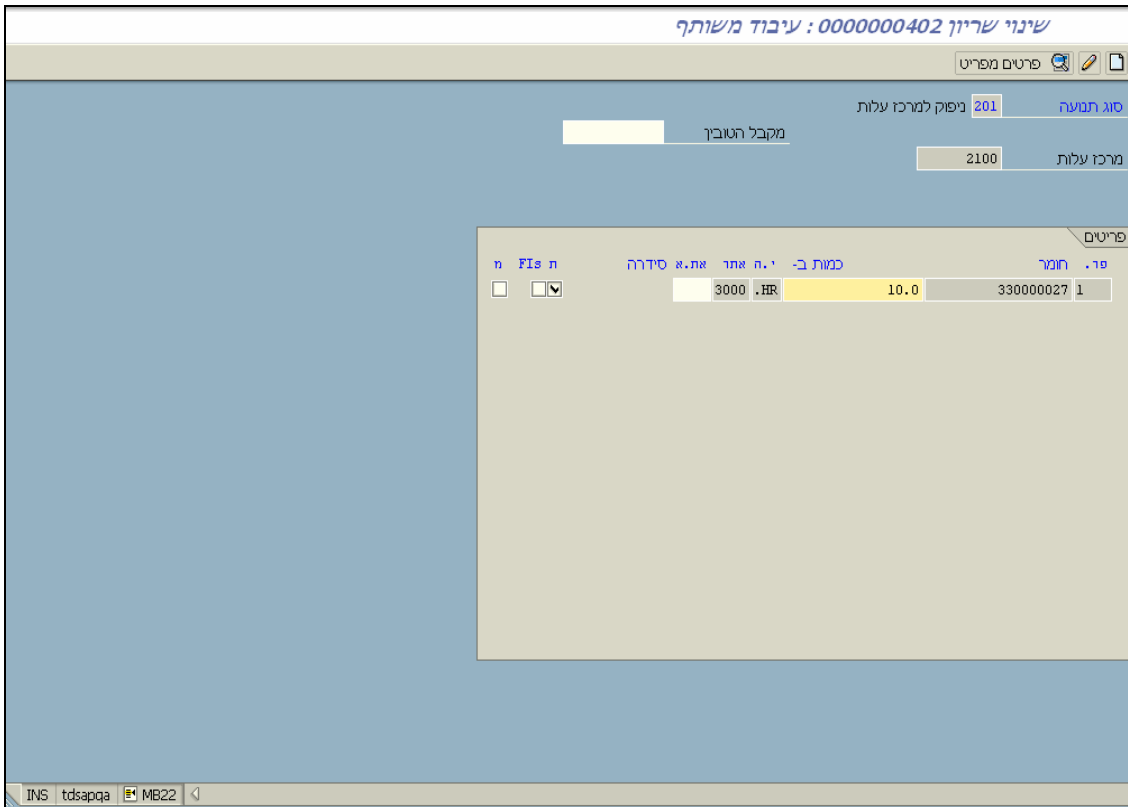 שינוי שריון 0000000402 : עיבוד משותף
פרטים מפריט
סוג תנועה 201 ניפוק למרכז עלות
מקבל הטובין
מרכז עלות 2100
פריטים
פר. חומר כמות ב- י.ה אתר את.א סידרה ת FIs מ
1 330000027 10.0 HR. 3000
INS tdsapqa MB22